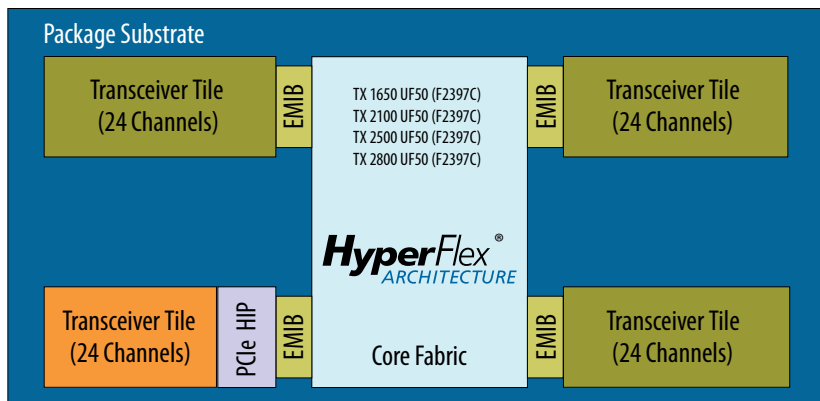 Package Substrate
Transceiver Tile
(24 Channels)
EMIB
TX 1650 UF50 (F2397C)
TX 2100 UF50 (F2397C)
TX 2500 UF50 (F2397C)
TX 2800 UF50 (F2397C)
EMIB
Transceiver Tile
(24 Channels)
HyperFlex®
ARCHITECTURE
Transceiver Tile
(24 Channels)
PCIe HIP
EMIB
Core Fabric
EMIB
Transceiver Tile
(24 Channels)